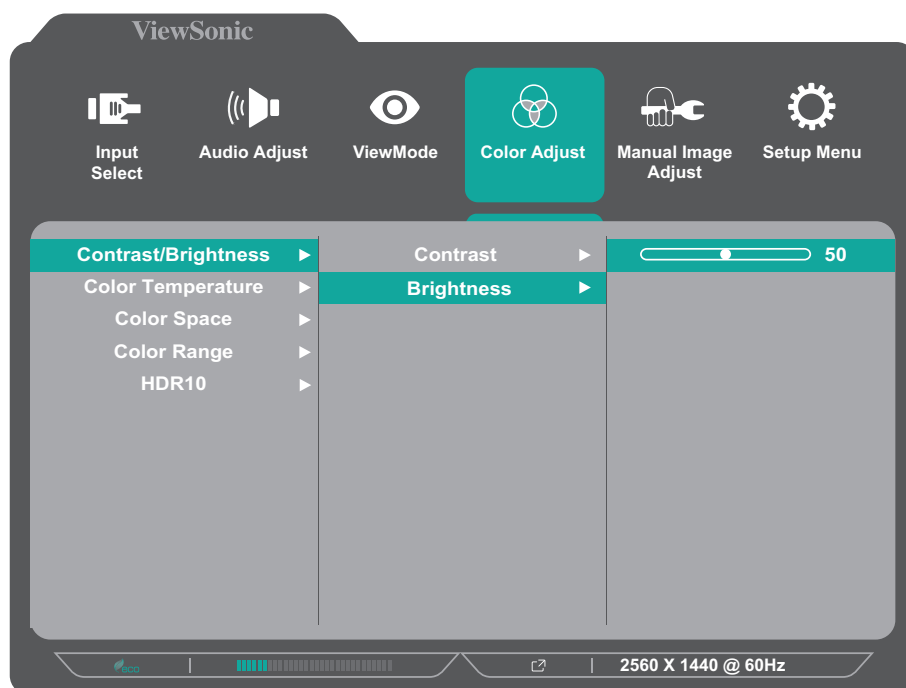 ViewSonic
Input
Select
Audio Adjust
ViewMode
Color Adjust
Manual Image
Adjust
Setup Menu
Contrast/Brightness
Color Temperature
Color Space
Color Range
HDR10
Contrast
Brightness
50
eco
2560 X 1440 @ 60Hz